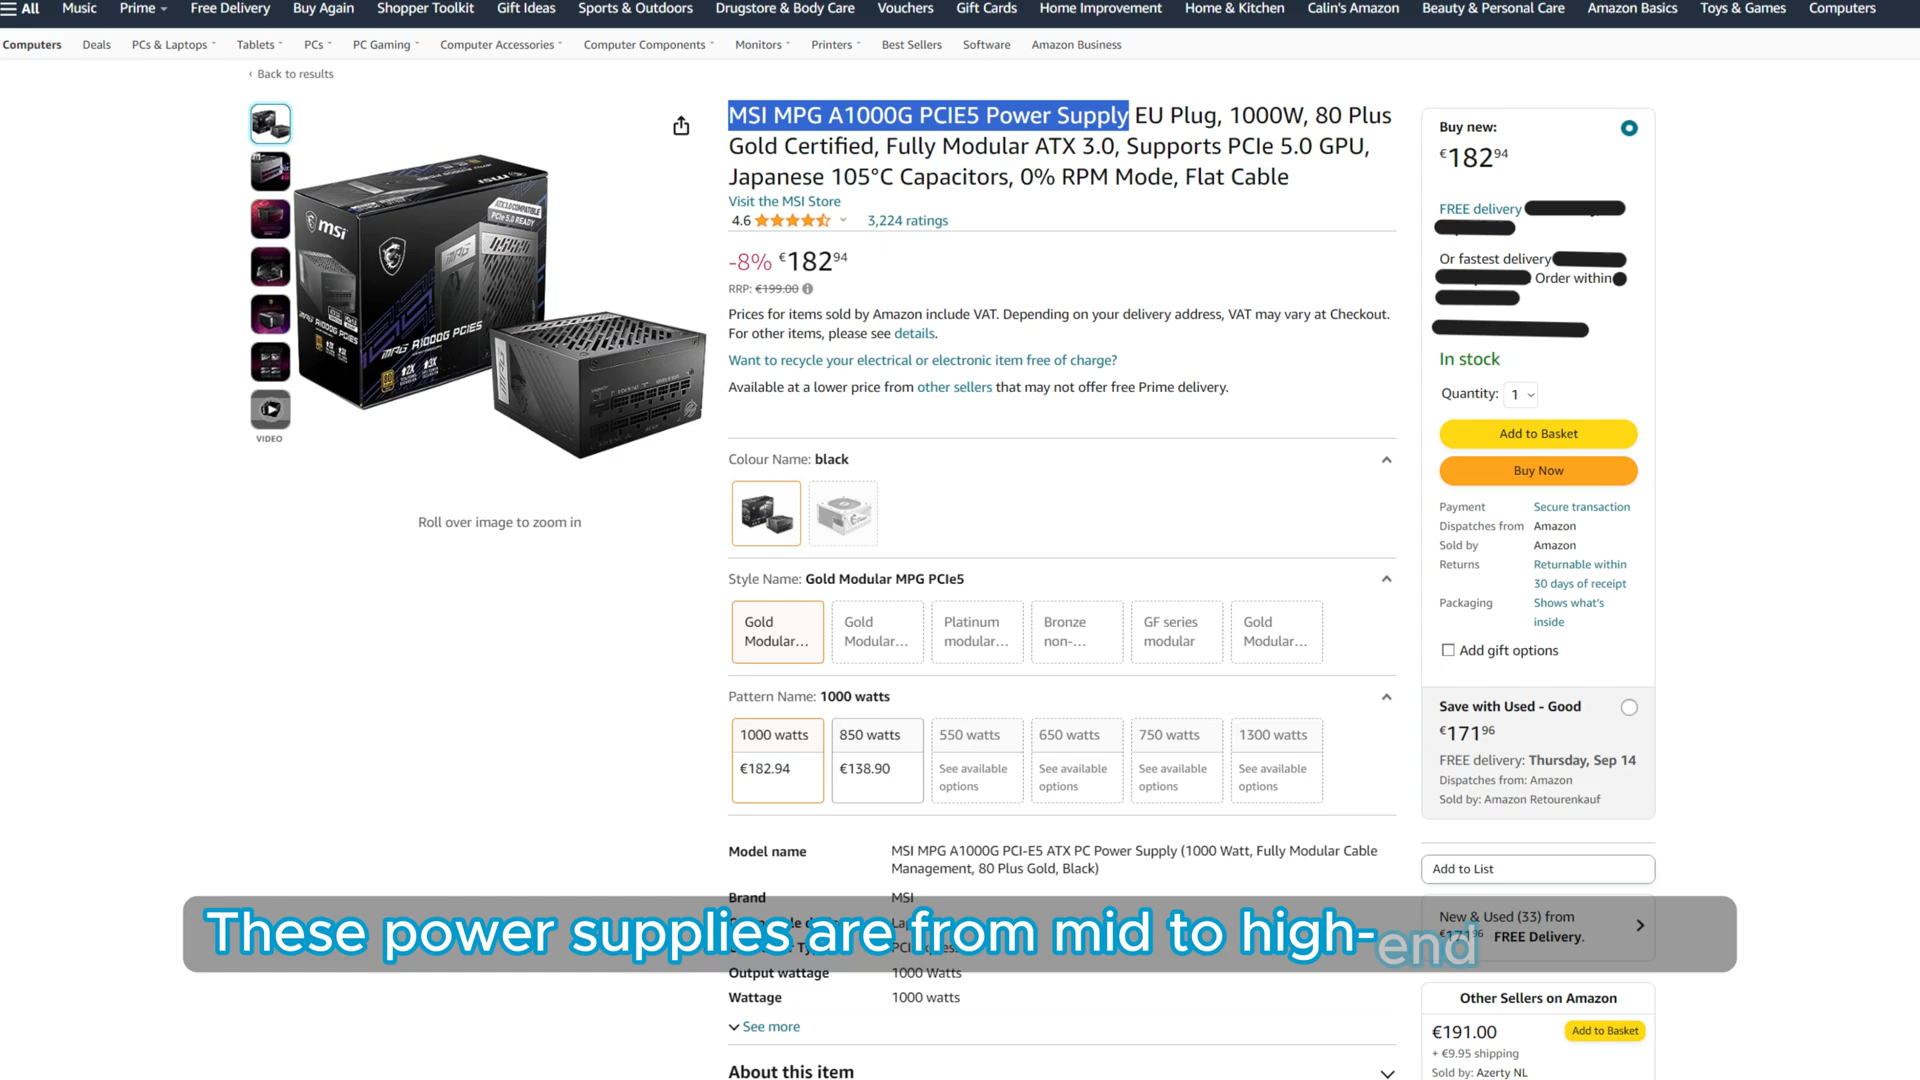 All Music Prime Free Delivery Buy Again Shopper Toolkit Gift Ideas Sports & Outdoors Drugstore & Body Care Vouchers Gift Cards Home Improvement Home & Kitchen Calin's Amazon Beauty & Personal Care Amazon Basics Toys & Games Computers
Computers Deals PCs & Laptops Tablets PCs PC Gaming Computer Accessories Computer Components Monitors Printers Best Sellers Software Amazon Business
‹ Back to results
VIDEO
msi
ATX 3.0 COMPATIBLE
PCIe 5.0 READY
MPG A1000G PCIE5
Roll over image to zoom in
MSI MPG A1000G PCIE5 Power Supply EU Plug, 1000W, 80 Plus
Gold Certified, Fully Modular ATX 3.0, Supports PCIe 5.0 GPU,
Japanese 105°C Capacitors, 0% RPM Mode, Flat Cable
Visit the MSI Store
4.6 3,224 ratings
-8% €18294
RRP: €199.00
Prices for items sold by Amazon include VAT. Depending on your delivery address, VAT may vary at Checkout.
For other items, please see details.
Want to recycle your electrical or electronic item free of charge?
Available at a lower price from other sellers that may not offer free Prime delivery.
Colour Name: black
Style Name: Gold Modular MPG PCIe5
Gold
Modular...
Gold
Modular...
Platinum
modular...
Bronze
non-...
GF series
modular
Gold
Modular...
Pattern Name: 1000 watts
1000 watts
€182.94
850 watts
€138.90
550 watts
See available
options
650 watts
See available
options
750 watts
See available
options
1300 watts
See available
options
Model name MSI MPG A1000G PCI-E5 ATX PC Power Supply (1000 Watt, Fully Modular Cable
Management, 80 Plus Gold, Black)
Brand MSI
These power supplies are from mid to high-end
Output wattage 1000 Watts
Wattage 1000 watts
See more
About this item
Buy new:
€18294
FREE delivery
Or fastest delivery
Order within
In stock
Quantity: 1
Add to Basket
Buy Now
Payment Secure transaction
Dispatches from Amazon
Sold by Amazon
Returns Returnable within
30 days of receipt
Packaging Shows what's
inside
Add gift options
Save with Used - Good
€17196
FREE delivery: Thursday, Sep 14
Dispatches from: Amazon
Sold by: Amazon Retourenkauf
Add to List
New & Used (33) from
€17196 FREE Delivery.
Other Sellers on Amazon
€191.00 Add to Basket
+ €9.95 shipping
Sold by: Azerty NL